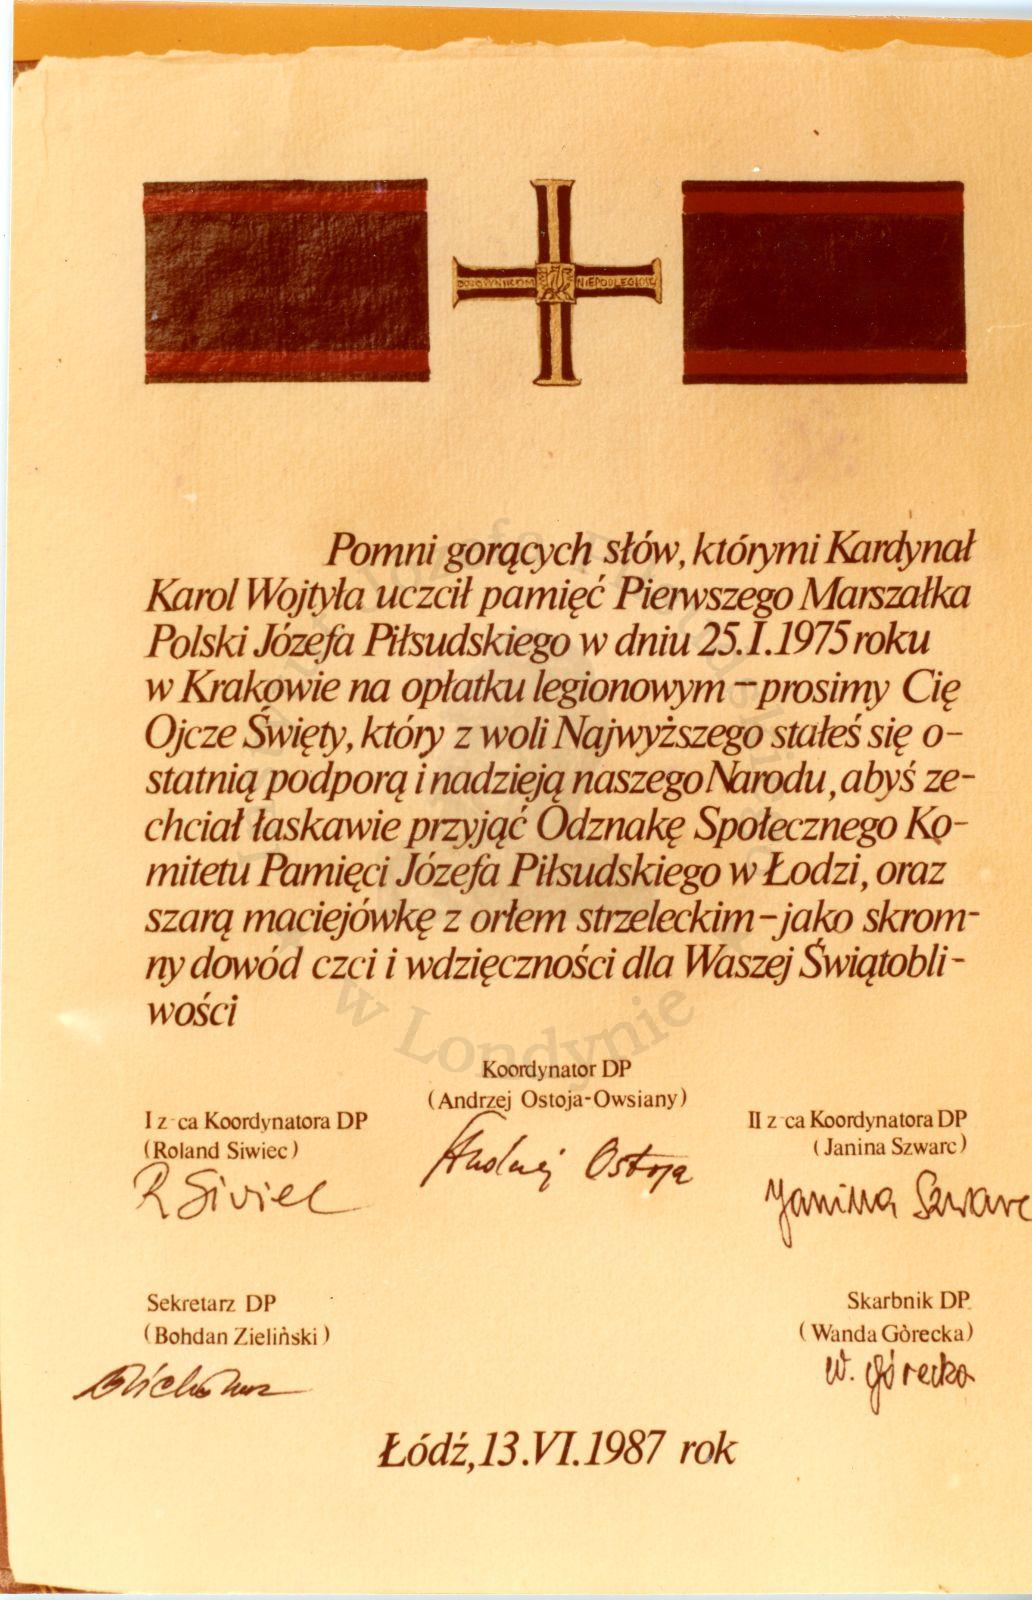 BOJOWNIKOM NIEPODLEGŁOŚCI
Pomni gorących słów, którymi Kardynał
Karol Wojtyła uczcił pamięć Pierwszego Marszałka
Polski Józefa Piłsudskiego w dniu 25.I.1975 roku
w Krakowie na opłatku legionowym – prosimy Cię
Ojcze Święty, który z woli Najwyższego stałeś się o-
statnią podporą i nadzieją naszego Narodu, abyś ze-
chciał łaskawie przyjąć Odznakę Społecznego Ko-
mitetu Pamięci Józefa Piłsudskiego w Łodzi, oraz
szarą maciejówkę z orłem strzeleckim – jako skrom-
ny dowód czci i wdzięczności dla Waszej Świątobli-
wości
w Londynie
Koordynator DP
(Andrzej Ostoja-Owsiany)
Andrzej Ostoja
I z-ca Koordynatora DP
(Roland Siwiec)
R Siwiec
II z-ca Koordynatora DP
(Janina Szwarc)
Janina Szwarc
Sekretarz DP
(Bohdan Zieliński)
Skarbnik DP
(Wanda Górecka)
W. Górecka
Łódź, 13.VI.1987 rok